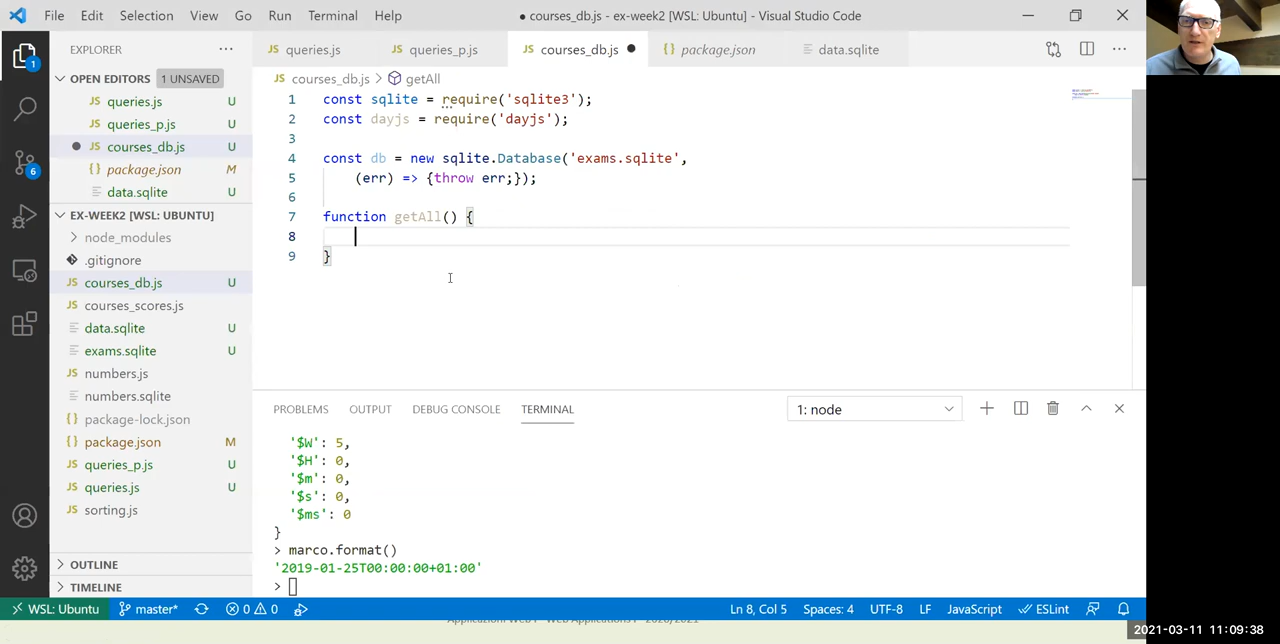 File Edit Selection View Go Run Terminal Help
● courses_db.js - ex-week2 [WSL: Ubuntu] - Visual Studio Code
EXPLORER ···
OPEN EDITORS 1 UNSAVED
JS queries.js U
JS queries_p.js U
● JS courses_db.js U
{} package.json M
data.sqlite U
EX-WEEK2 [WSL: UBUNTU]
node_modules
.gitignore
JS courses_db.js U
JS courses_scores.js
data.sqlite U
exams.sqlite U
JS numbers.js
numbers.sqlite
{} package-lock.json
{} package.json M
JS queries_p.js U
JS queries.js U
JS sorting.js
OUTLINE
TIMELINE
1
6
JS queries.js JS queries_p.js JS courses_db.js ● {} package.json data.sqlite ···
JS courses_db.js > getAll
1 const sqlite = require('sqlite3');
2 const dayjs = require('dayjs');
3
4 const db = new sqlite.Database('exams.sqlite',
5 (err) => {throw err;});
6
7 function getAll() {
8
9 }
PROBLEMS OUTPUT DEBUG CONSOLE TERMINAL 1: node
'$W': 5,
'$H': 0,
'$m': 0,
'$s': 0,
'$ms': 0
}
> marco.format()
'2019-01-25T00:00:00+01:00'
>
WSL: Ubuntu master* 0 0 Ln 8, Col 5 Spaces: 4 UTF-8 LF JavaScript ESLint
2021-03-11 11:09:38